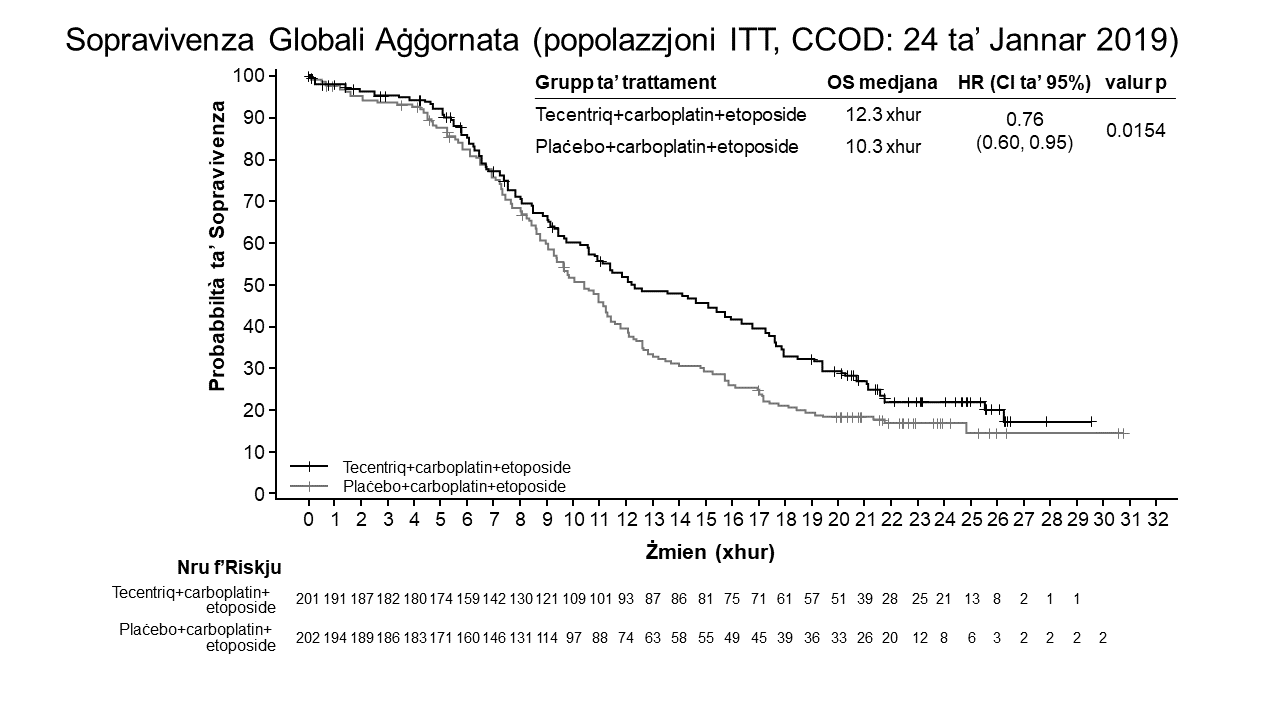 Sopravivenza Globali Aġġornata (popolazzjoni ITT, CCOD: 24 ta’ Jannar 2019)
Grupp ta’ trattament OS medjana HR (CI ta’ 95%) valur p
Tecentriq+carboplatin+etoposide 12.3 xhur 0.76 (0.60, 0.95) 0.0154
Plaċebo+carboplatin+etoposide 10.3 xhur
Probabbiltà ta’ Sopravivenza
100
90
80
70
60
50
40
30
20
10
0
Tecentriq+carboplatin+etoposide
Plaċebo+carboplatin+etoposide
0 1 2 3 4 5 6 7 8 9 10 11 12 13 14 15 16 17 18 19 20 21 22 23 24 25 26 27 28 29 30 31 32
Żmien (xhur)
Nru f’Riskju
Tecentriq+carboplatin+
etoposide
201 191 187 182 180 174 159 142 130 121 109 101 93 87 86 81 75 71 61 57 51 39 28 25 21 13 8 2 1 1
Plaċebo+carboplatin+
etoposide
202 194 189 186 183 171 160 146 131 114 97 88 74 63 58 55 49 45 39 36 33 26 20 12 8 6 3 2 2 2 2